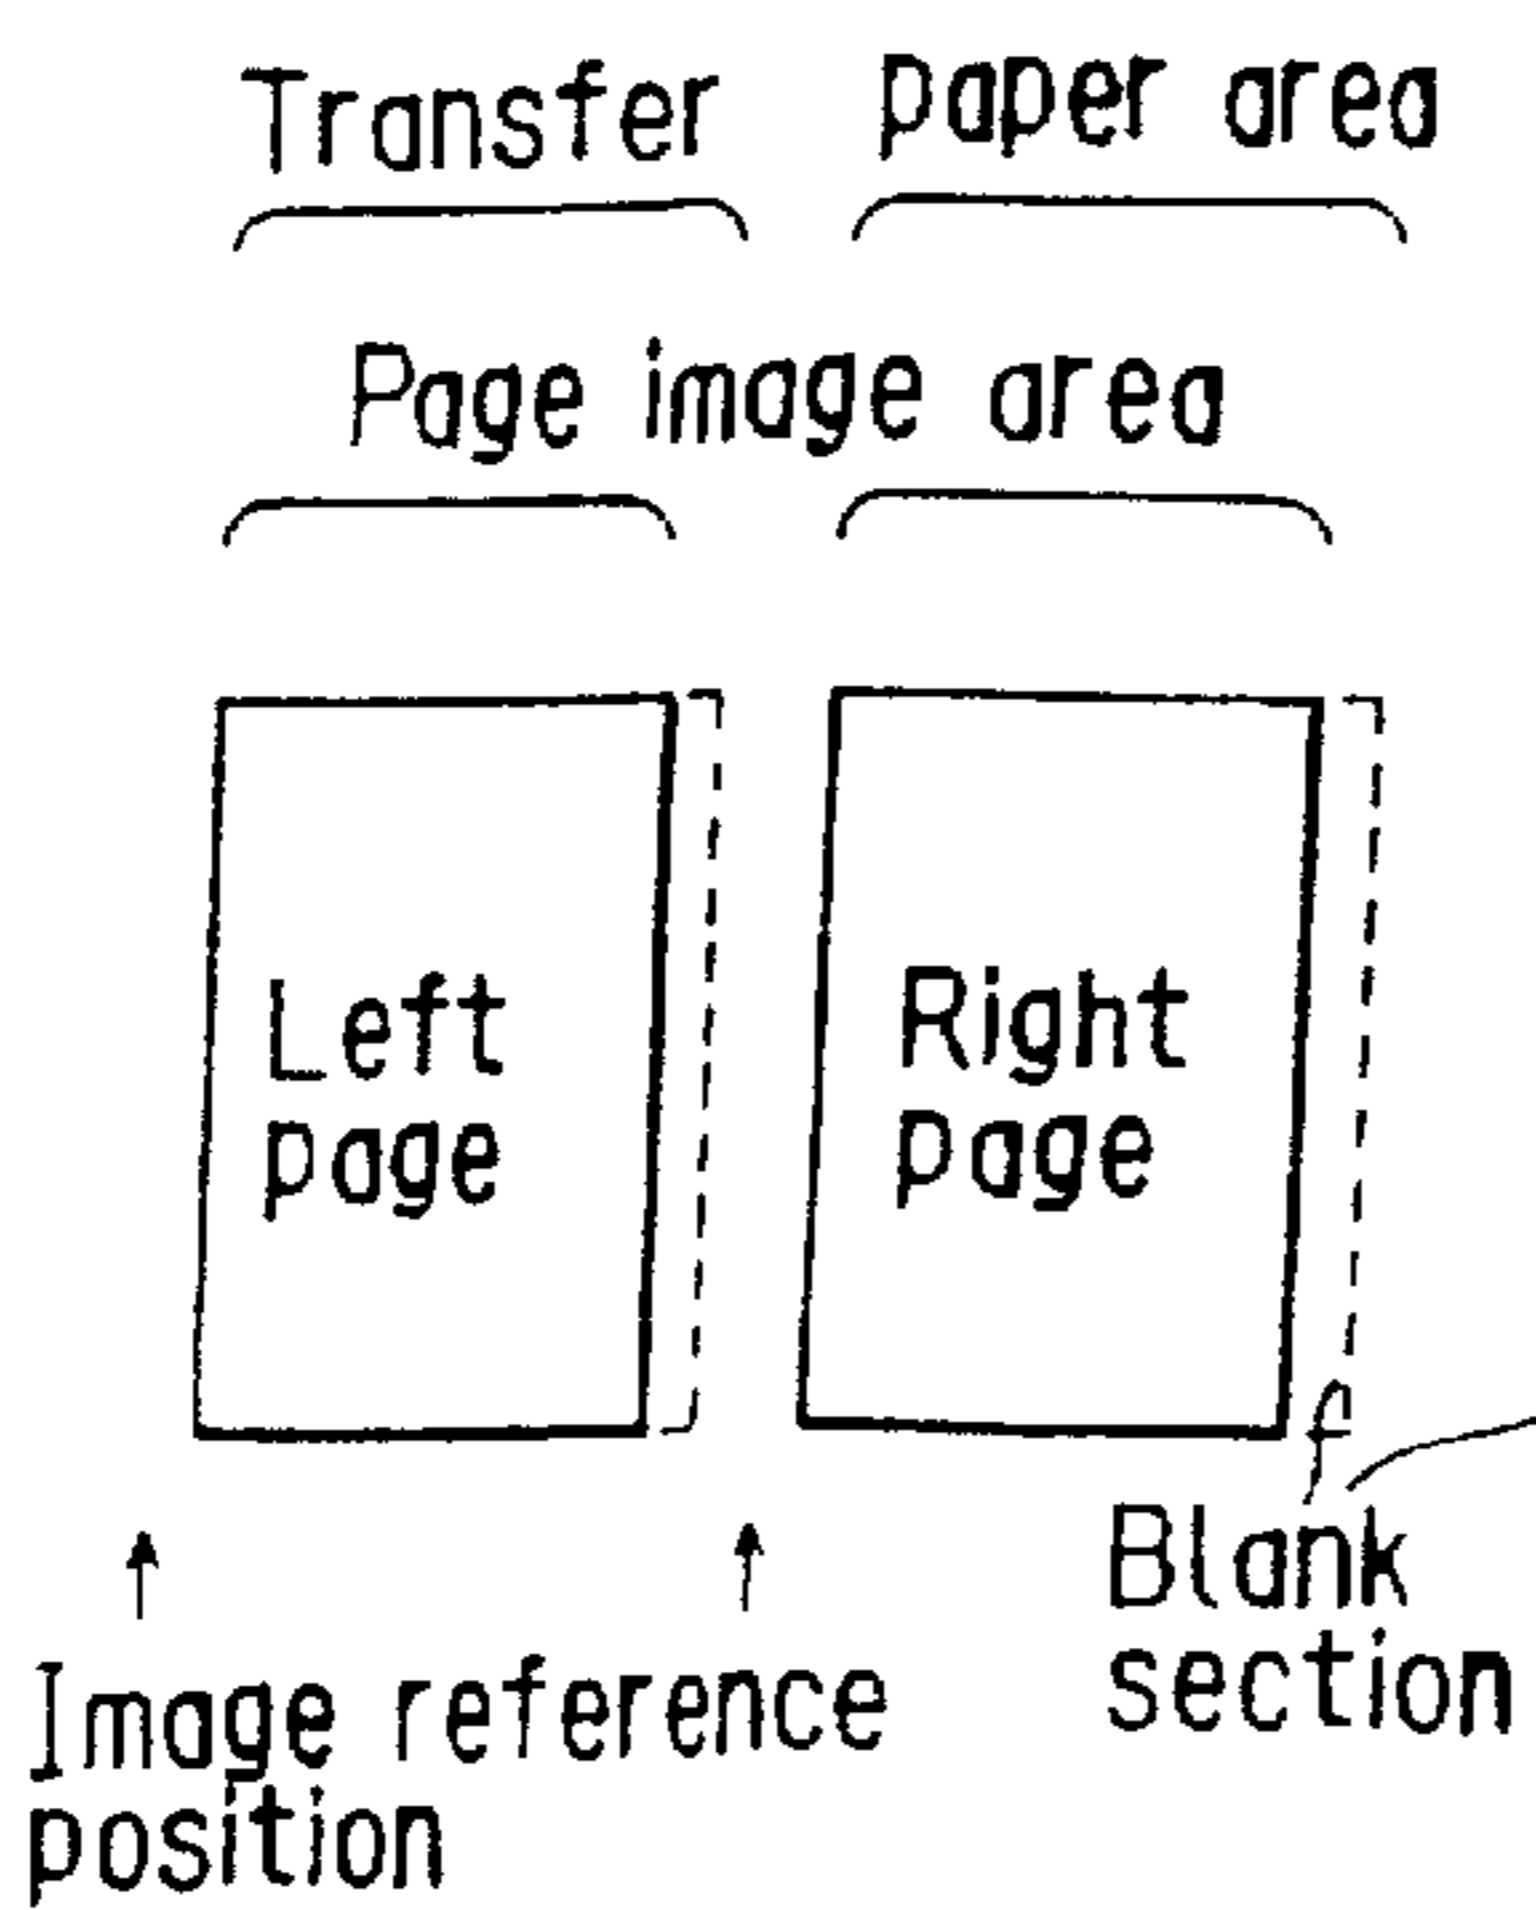 Transfer paper area
Page image area
Left
page
Right
page
Blank
section
Image reference
position